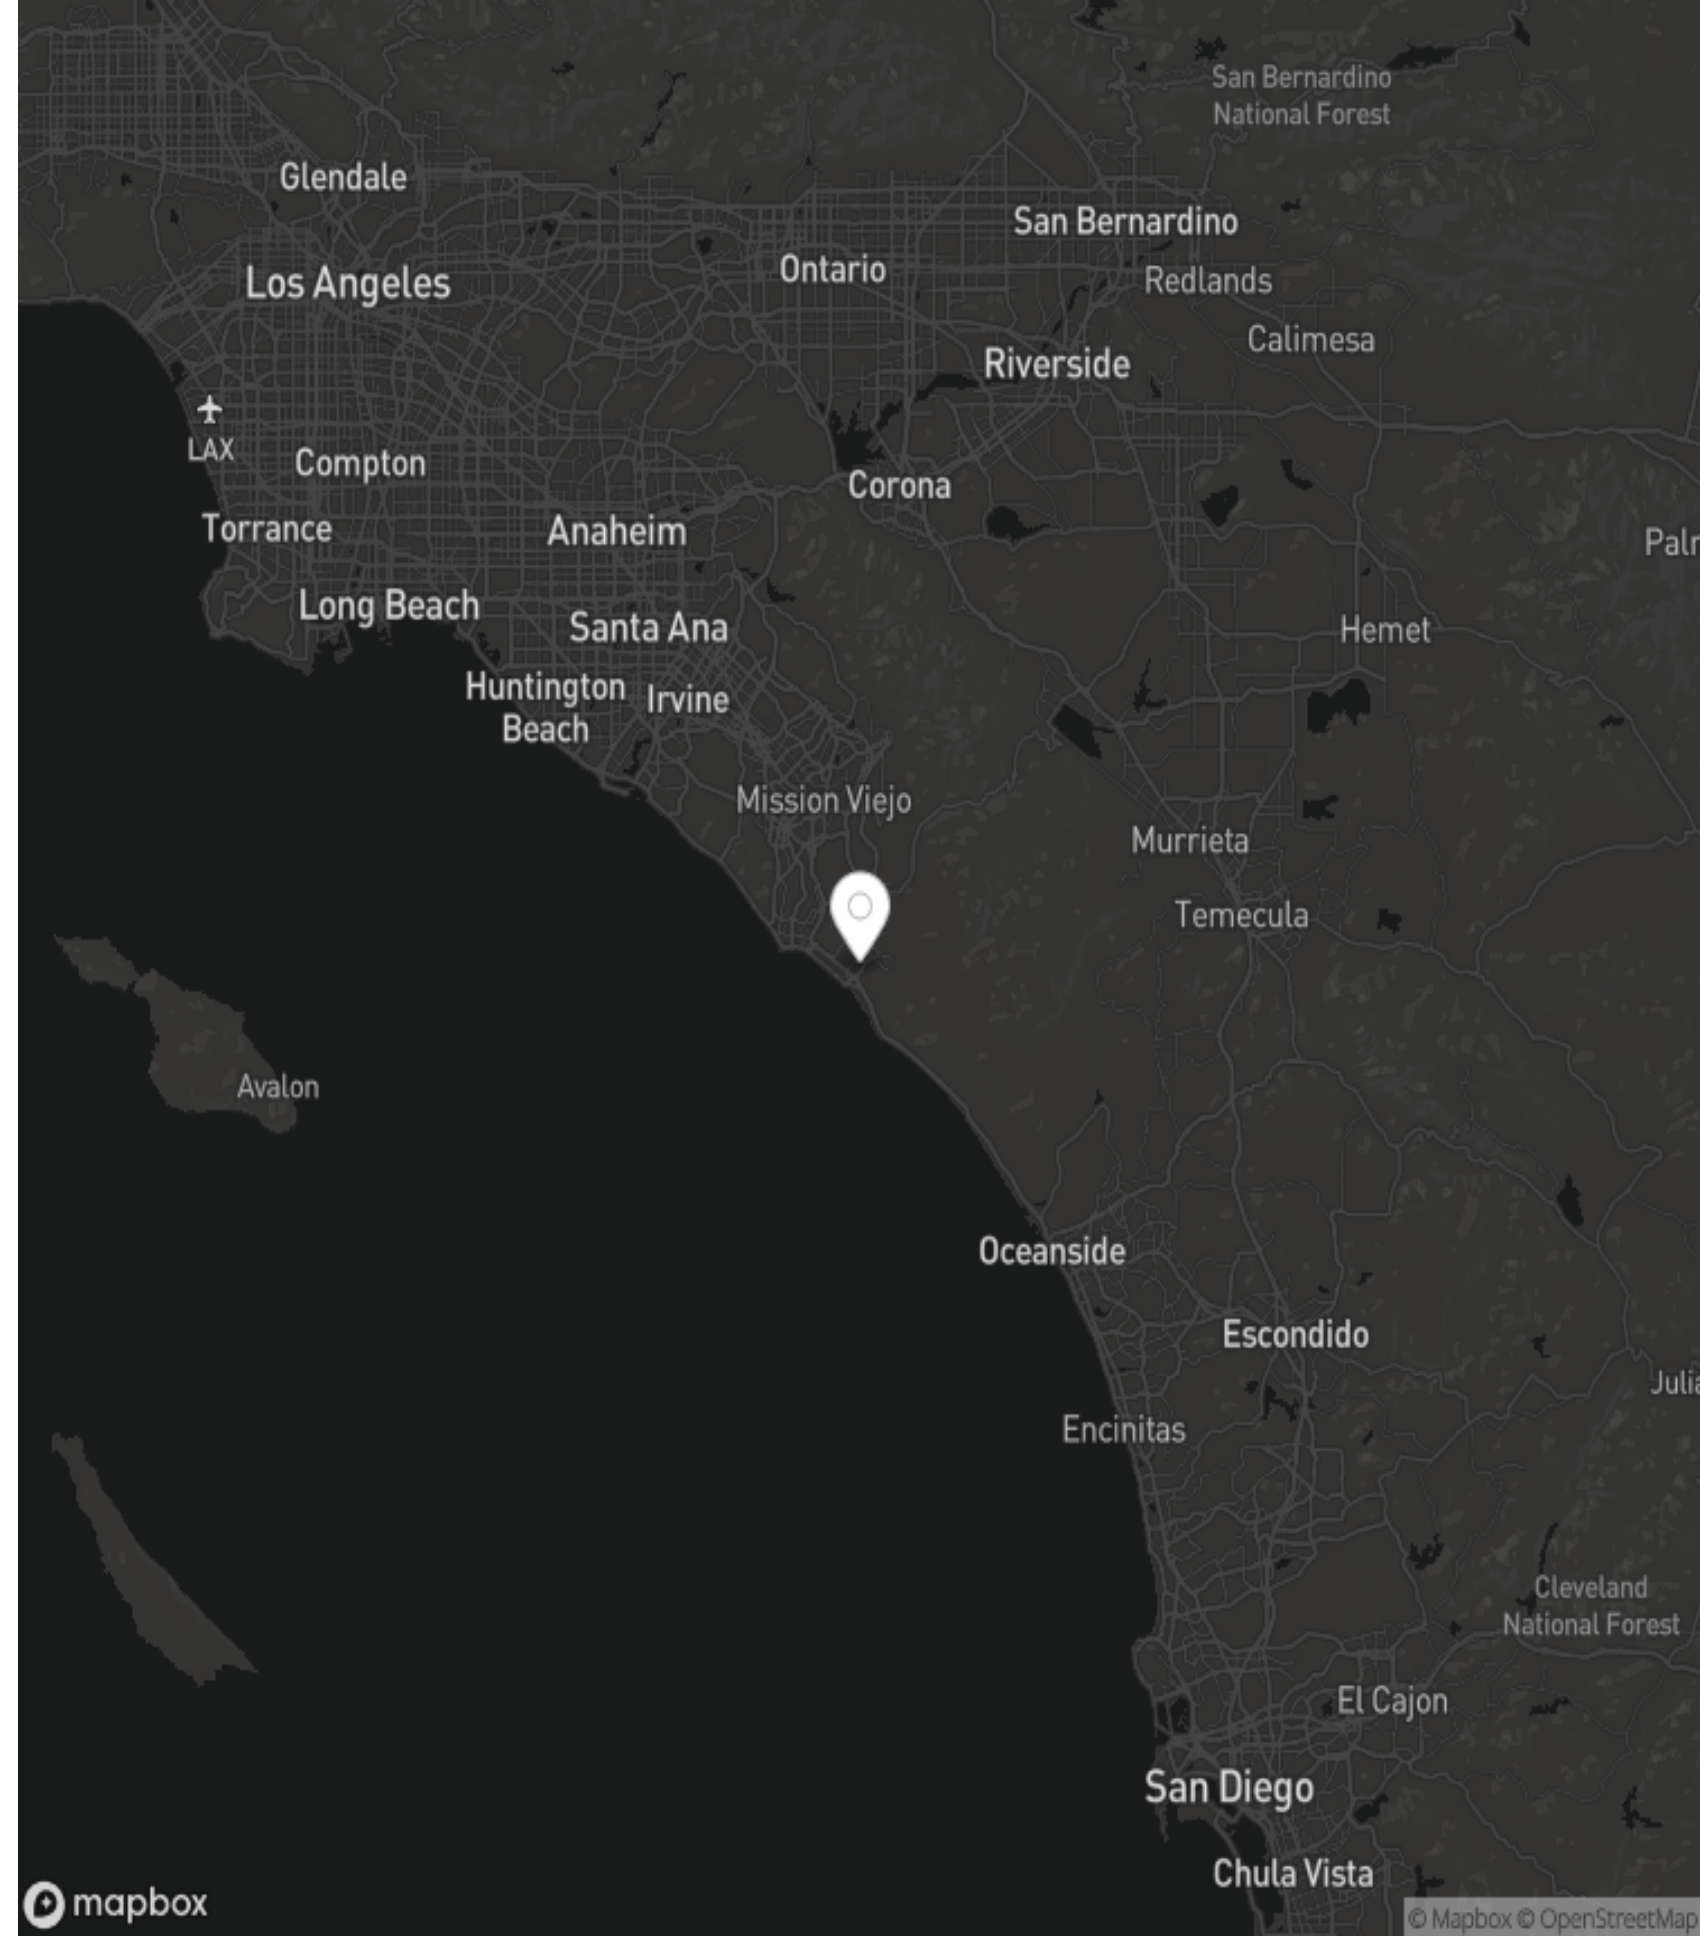 San Bernardino
National Forest
Glendale
San Bernardino
Ontario
Los Angeles
Redlands
Calimesa
Riverside
LAX
Compton
Corona
Torrance
Anaheim
Palr
Long Beach
Santa Ana
Hemet
Huntington
Beach
Irvine
Mission Viejo
Murrieta
Temecula
Avalon
Oceanside
Escondido
Julia
Encinitas
Cleveland
National Forest
El Cajon
San Diego
Chula Vista
mapbox
© Mapbox © OpenStreetMap